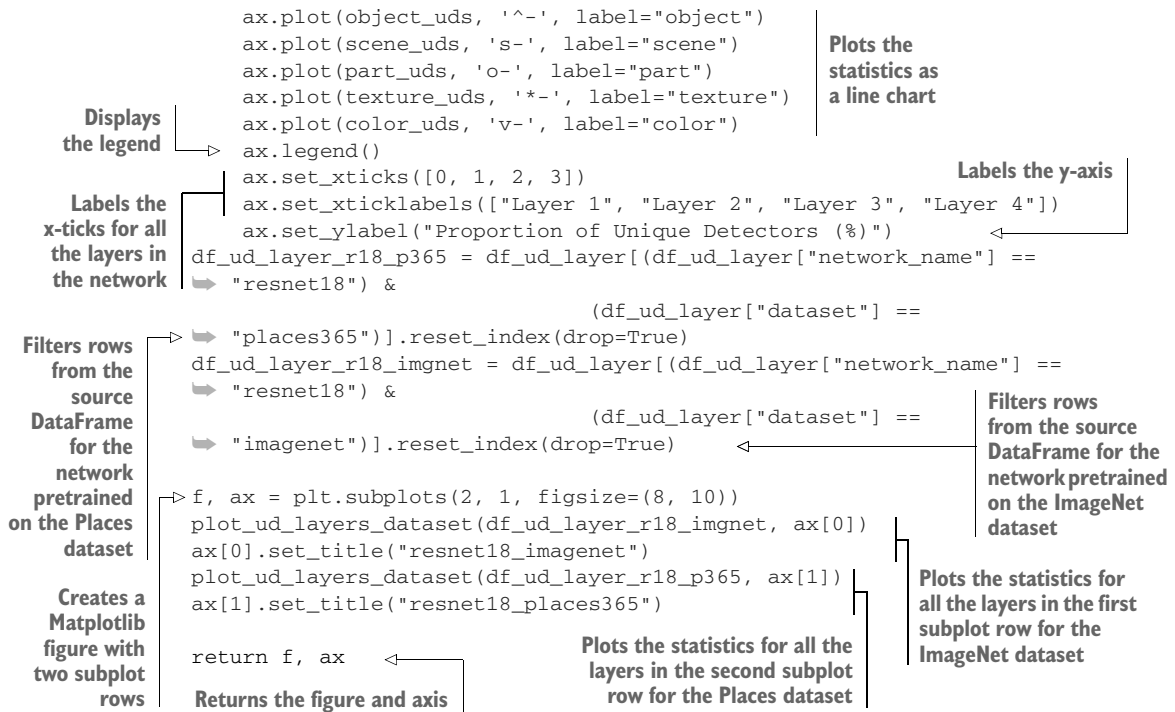 ax.plot(object_uds, '^-', label="object")
ax.plot(scene_uds, 's-', label="scene")
ax.plot(part_uds, 'o-', label="part")
ax.plot(texture_uds, '*-', label="texture")
ax.plot(color_uds, 'v-', label="color")
Plots the
statistics as
a line chart
Displays
the legend
ax.legend()
ax.set_xticks([0, 1, 2, 3])
ax.set_xticklabels(["Layer 1", "Layer 2", "Layer 3", "Layer 4"])
Labels the
x-ticks for all
the layers in
the network
ax.set_ylabel("Proportion of Unique Detectors (%)")
Labels the y-axis
df_ud_layer_r18_p365 = df_ud_layer[(df_ud_layer["network_name"] ==
➥ "resnet18") &
(df_ud_layer["dataset"] ==
➥ "places365")].reset_index(drop=True)
Filters rows
from the
source
DataFrame
for the
network
pretrained
on the Places
dataset
df_ud_layer_r18_imgnet = df_ud_layer[(df_ud_layer["network_name"] ==
➥ "resnet18") &
(df_ud_layer["dataset"] ==
➥ "imagenet")].reset_index(drop=True)
Filters rows
from the source
DataFrame for the
network pretrained
on the ImageNet
dataset
f, ax = plt.subplots(2, 1, figsize=(8, 10))
Creates a
Matplotlib
figure with
two subplot
rows
plot_ud_layers_dataset(df_ud_layer_r18_imgnet, ax[0])
ax[0].set_title("resnet18_imagenet")
Plots the statistics for
all the layers in the first
subplot row for the
ImageNet dataset
plot_ud_layers_dataset(df_ud_layer_r18_p365, ax[1])
ax[1].set_title("resnet18_places365")
Plots the statistics for all the
layers in the second subplot
row for the Places dataset
return f, ax
Returns the figure and axis